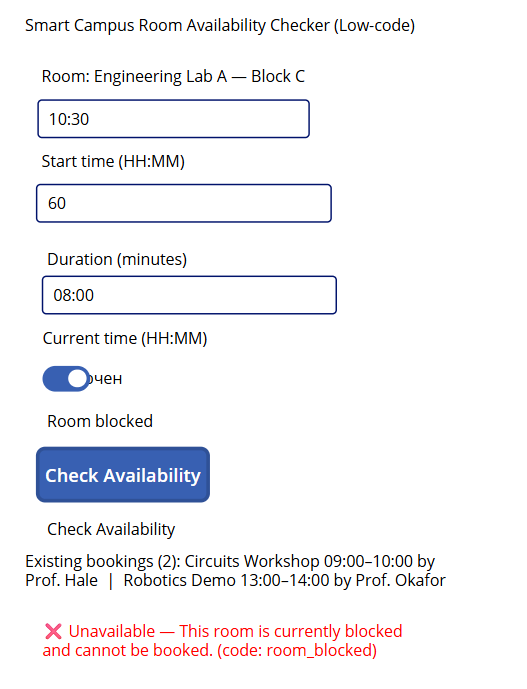 Smart Campus Room Availability Checker (Low-code)
Room: Engineering Lab A — Block C
10:30
Start time (HH:MM)
60
Duration (minutes)
08:00
Current time (HH:MM)
Room blocked
Check Availability
Check Availability
Existing bookings (2): Circuits Workshop 09:00–10:00 by
Prof. Hale | Robotics Demo 13:00–14:00 by Prof. Okafor
❌ Unavailable — This room is currently blocked
and cannot be booked. (code: room_blocked)